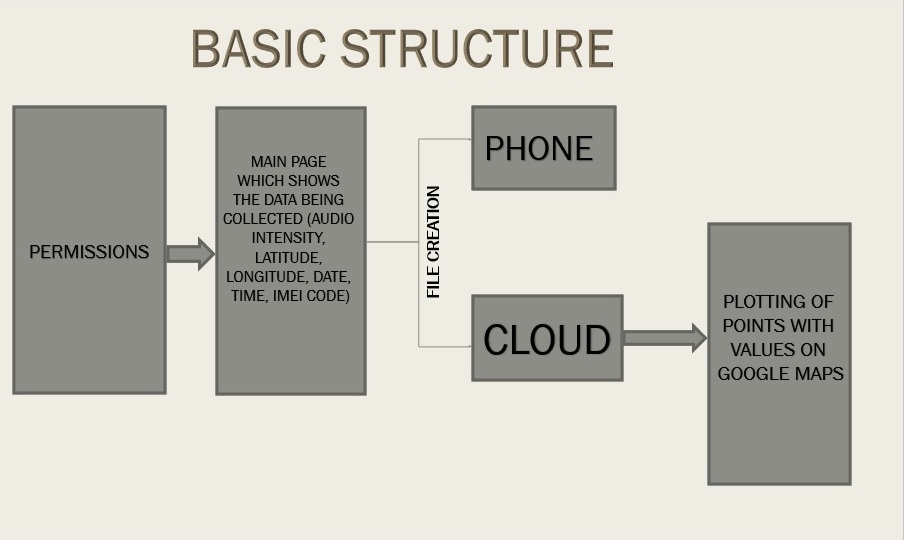 BASIC STRUCTURE
PERMISSIONS
MAIN PAGE
WHICH SHOWS
THE DATA BEING
COLLECTED (AUDIO
INTENSITY,
LATITUDE,
LONGITUDE, DATE,
TIME, IMEI CODE)
FILE CREATION
PHONE
CLOUD
PLOTTING OF
POINTS WITH
VALUES ON
GOOGLE MAPS